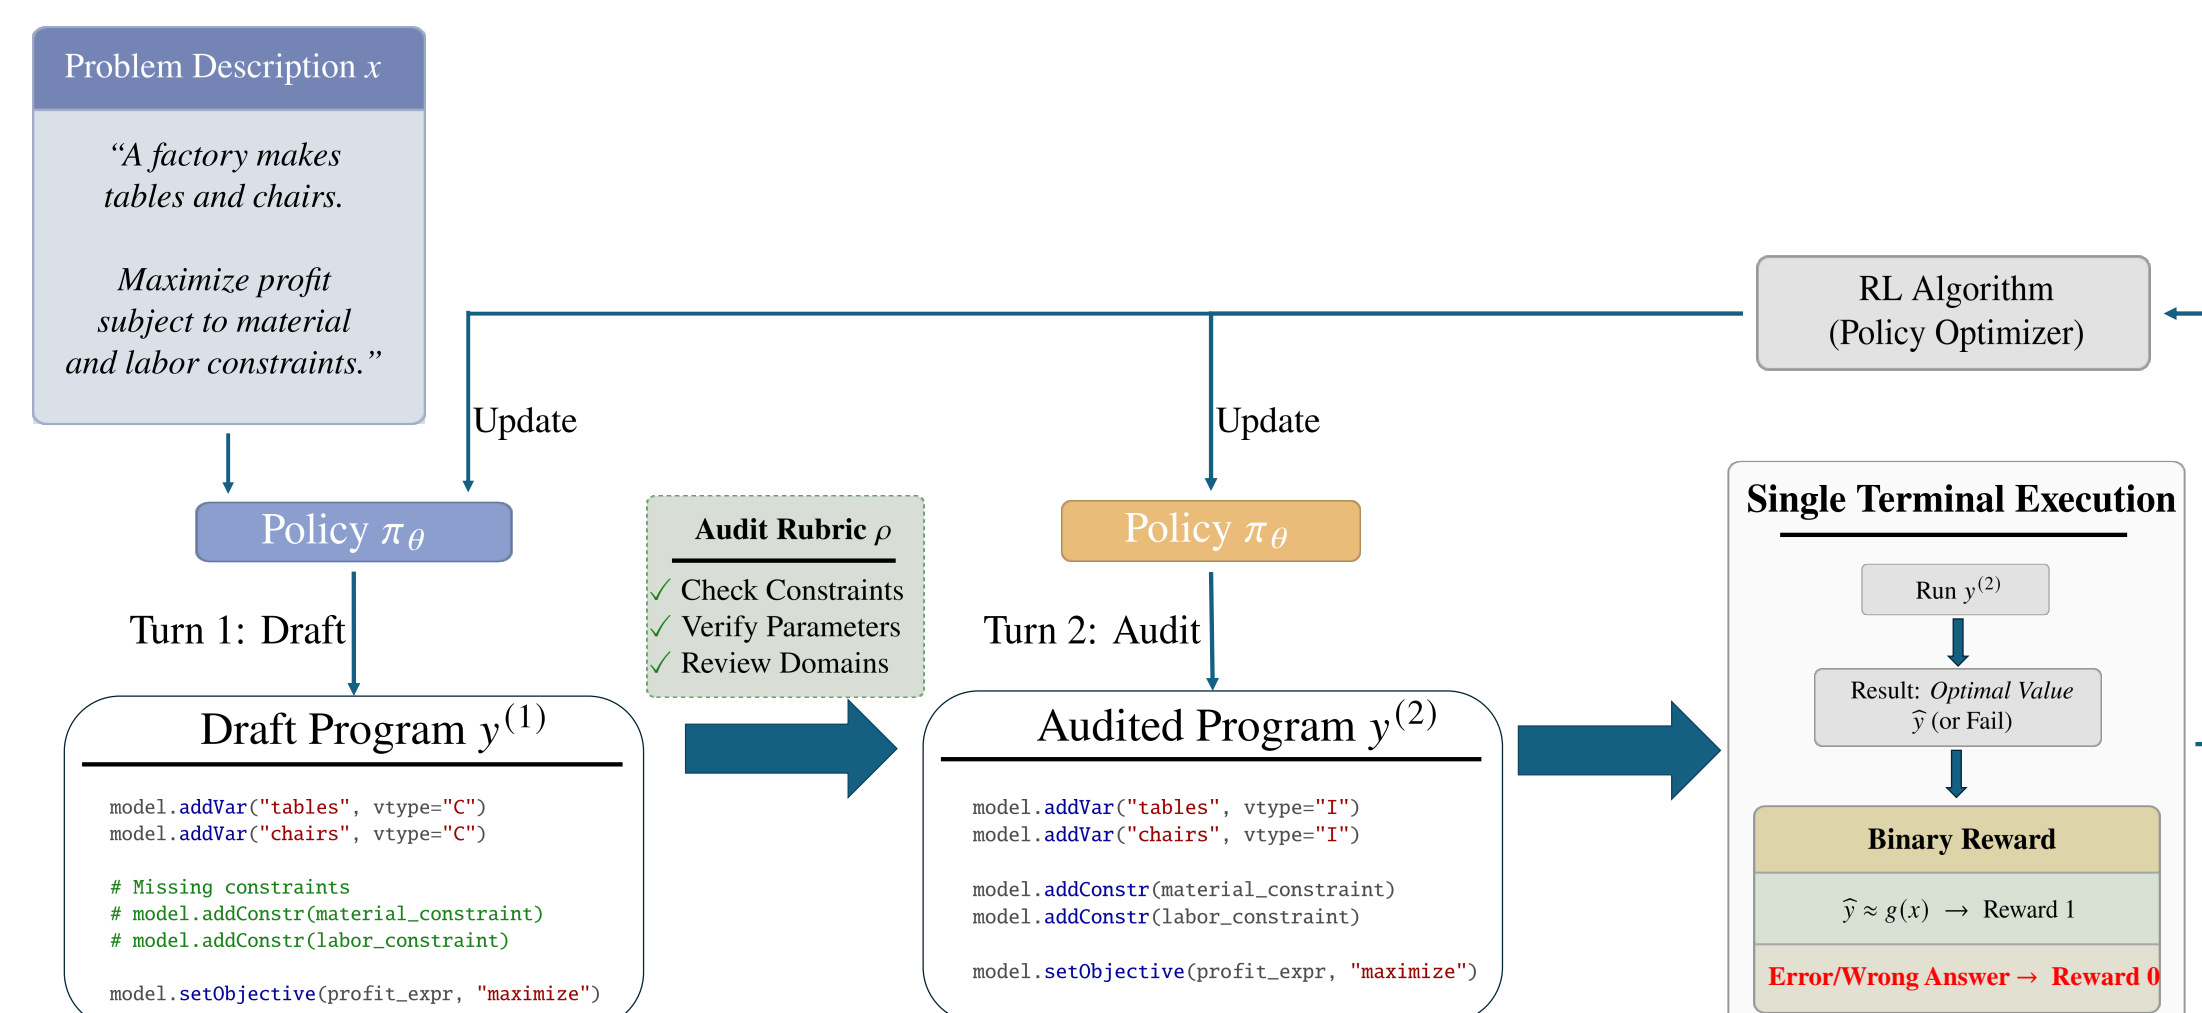 Problem Description x
“A factory makes
tables and chairs.
Maximize profit
subject to material
and labor constraints.”
RL Algorithm
(Policy Optimizer)
Update
Update
Policy π_θ
Turn 1: Draft
Audit Rubric ρ
✓ Check Constraints
✓ Verify Parameters
✓ Review Domains
Policy π_θ
Turn 2: Audit
Draft Program y^(1)
model.addVar("tables", vtype="C")
model.addVar("chairs", vtype="C")
# Missing constraints
# model.addConstr(material_constraint)
# model.addConstr(labor_constraint)
model.setObjective(profit_expr, "maximize")
Audited Program y^(2)
model.addVar("tables", vtype="I")
model.addVar("chairs", vtype="I")
model.addConstr(material_constraint)
model.addConstr(labor_constraint)
model.setObjective(profit_expr, "maximize")
Single Terminal Execution
Run y^(2)
Result: Optimal Value
ŷ (or Fail)
Binary Reward
ŷ ≈ g(x) → Reward 1
Error/Wrong Answer → Reward 0